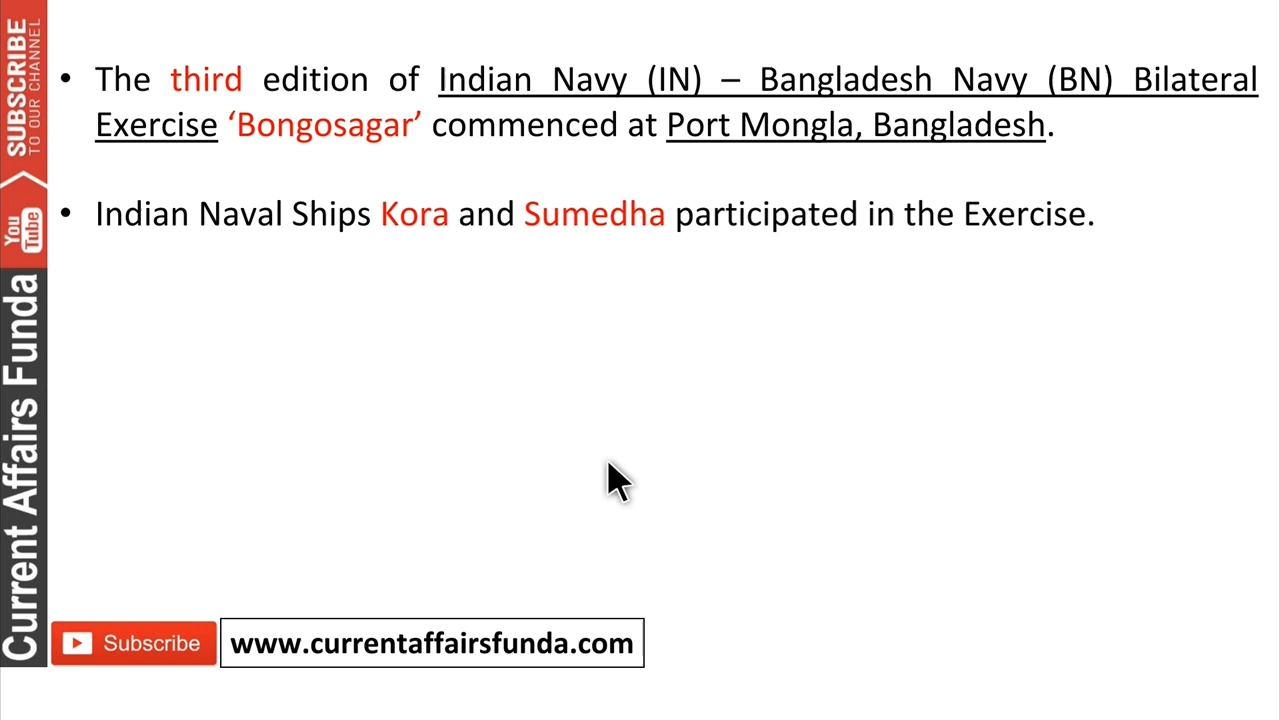 • The third edition of Indian Navy (IN) – Bangladesh Navy (BN) Bilateral
Exercise ‘Bongosagar’ commenced at Port Mongla, Bangladesh.
• Indian Naval Ships Kora and Sumedha participated in the Exercise.
SUBSCRIBE
TO OUR CHANNEL
You
Tube
Current Affairs Funda
Subscribe
www.currentaffairsfunda.com